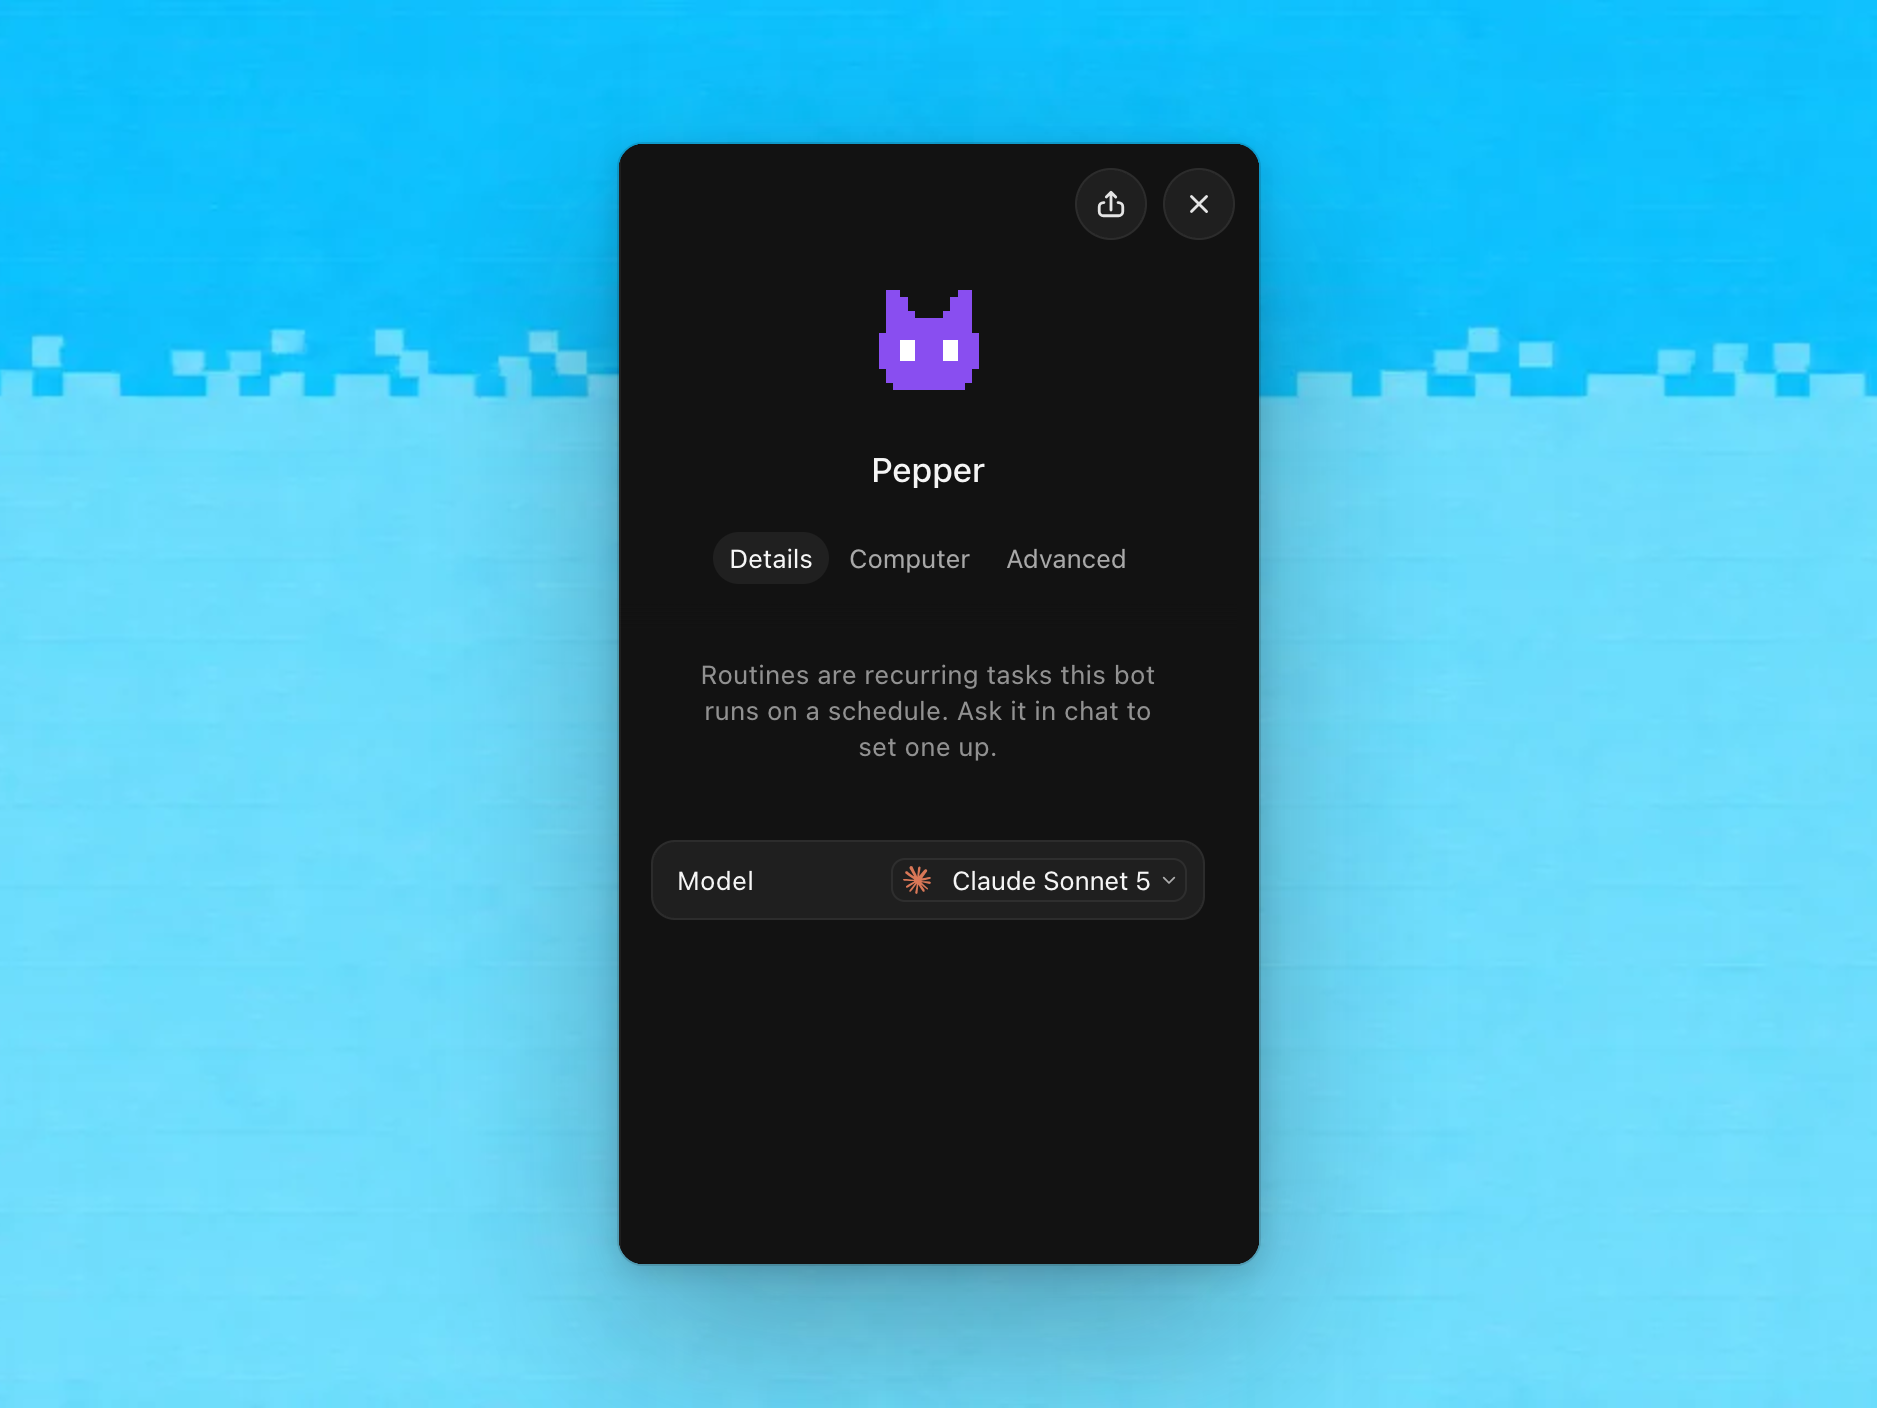 Pepper
Details
Computer
Advanced
Routines are recurring tasks this bot
runs on a schedule. Ask it in chat to
set one up.
Model
Claude Sonnet 5